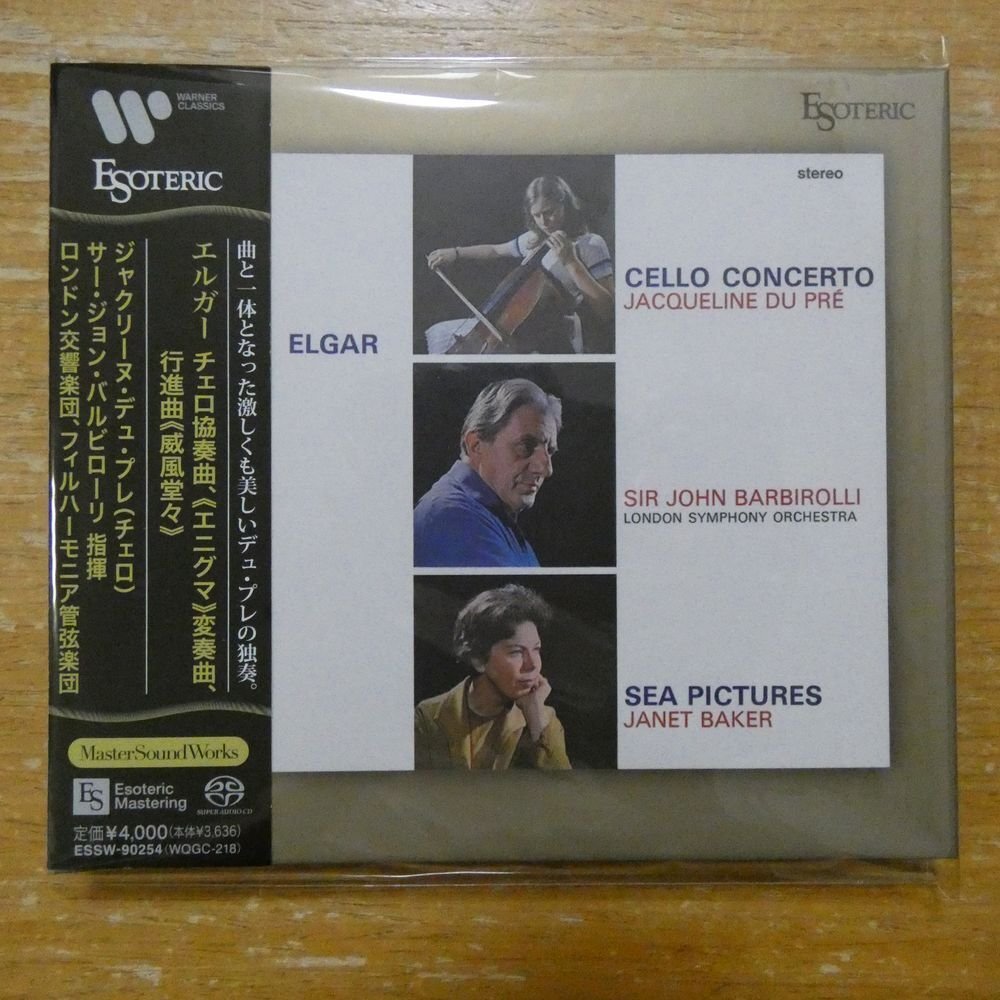 WARNER
CLASSICS
ESOTERIC
曲と一体となった激しくも美しいデュ・プレの独奏。
エルガー チェロ協奏曲、《エニグマ》変奏曲、
行進曲《威風堂々》
ジャクリーヌ・デュ・プレ(チェロ)
サー・ジョン・バルビローリ 指揮
ロンドン交響楽団、フィルハーモニア管弦楽団
MasterSoundWorks
ES
Esoteric
Mastering
SUPER AUDIO CD
定価¥4,000(本体¥3,636)
ESSW-90254(WQGC-218)
ESOTERIC
stereo
ELGAR
CELLO CONCERTO
JACQUELINE DU PRÉ
SIR JOHN BARBIROLLI
LONDON SYMPHONY ORCHESTRA
SEA PICTURES
JANET BAKER